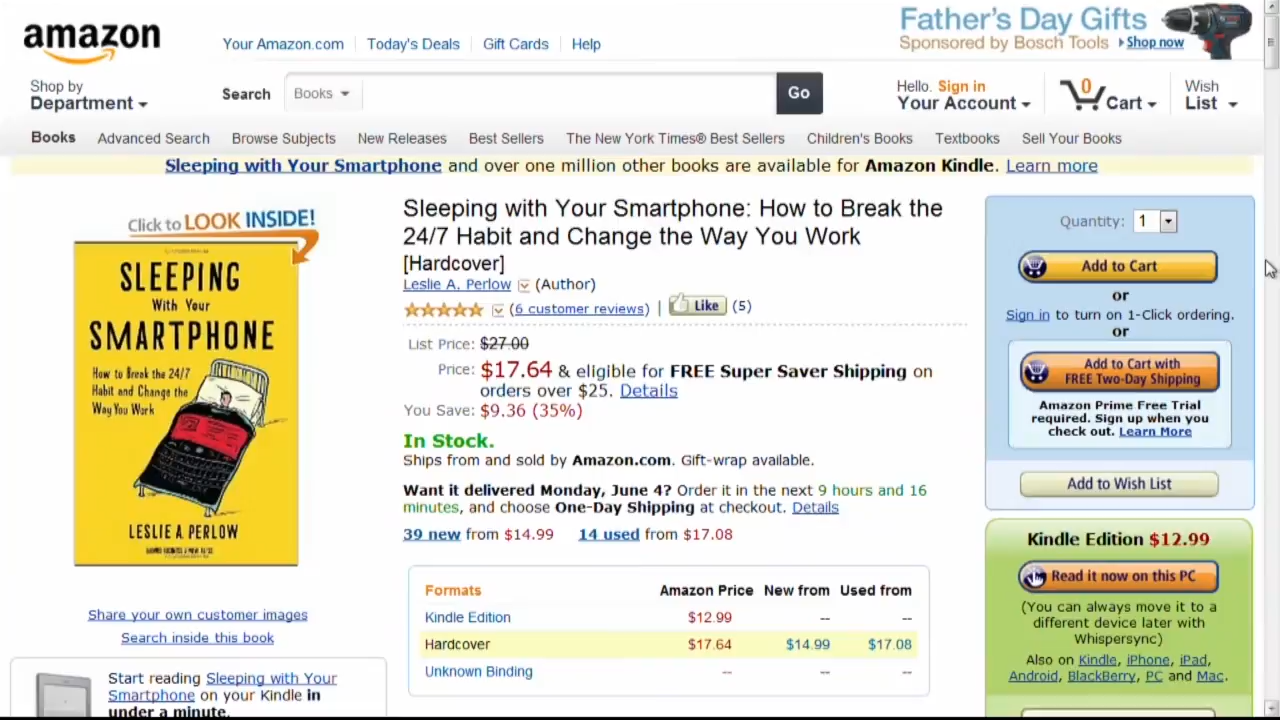 amazon
Your Amazon.com
Today's Deals
Gift Cards
Help
Father's Day Gifts
Sponsored by Bosch Tools
Shop now
Shop by
Department
Search
Books
Go
Hello. Sign in
Your Account
0
Cart
Wish
List
Books
Advanced Search
Browse Subjects
New Releases
Best Sellers
The New York Times® Best Sellers
Children's Books
Textbooks
Sell Your Books
Sleeping with Your Smartphone and over one million other books are available for Amazon Kindle. Learn more
Click to LOOK INSIDE!
SLEEPING
With Your
SMARTPHONE
How to Break the 24/7
Habit and Change the
Way You Work
LESLIE A. PERLOW
Share your own customer images
Search inside this book
Start reading Sleeping with Your
Smartphone on your Kindle in
under a minute.
Sleeping with Your Smartphone: How to Break the
24/7 Habit and Change the Way You Work
[Hardcover]
Leslie A. Perlow (Author)
(6 customer reviews) | Like (5)
List Price: $27.00
Price: $17.64 & eligible for FREE Super Saver Shipping on
orders over $25. Details
You Save: $9.36 (35%)
In Stock.
Ships from and sold by Amazon.com. Gift-wrap available.
Want it delivered Monday, June 4? Order it in the next 9 hours and 16
minutes, and choose One-Day Shipping at checkout. Details
39 new from $14.99 14 used from $17.08
Formats Amazon Price New from Used from
Kindle Edition $12.99 -- --
Hardcover $17.64 $14.99 $17.08
Unknown Binding -- -- --
Quantity: 1
Add to Cart
or
Sign in to turn on 1-Click ordering.
or
Add to Cart with
FREE Two-Day Shipping
Amazon Prime Free Trial
required. Sign up when you
check out. Learn More
Add to Wish List
Kindle Edition $12.99
Read it now on this PC
(You can always move it to a
different device later with
Whispersync)
Also on Kindle, iPhone, iPad,
Android, BlackBerry, PC and Mac.